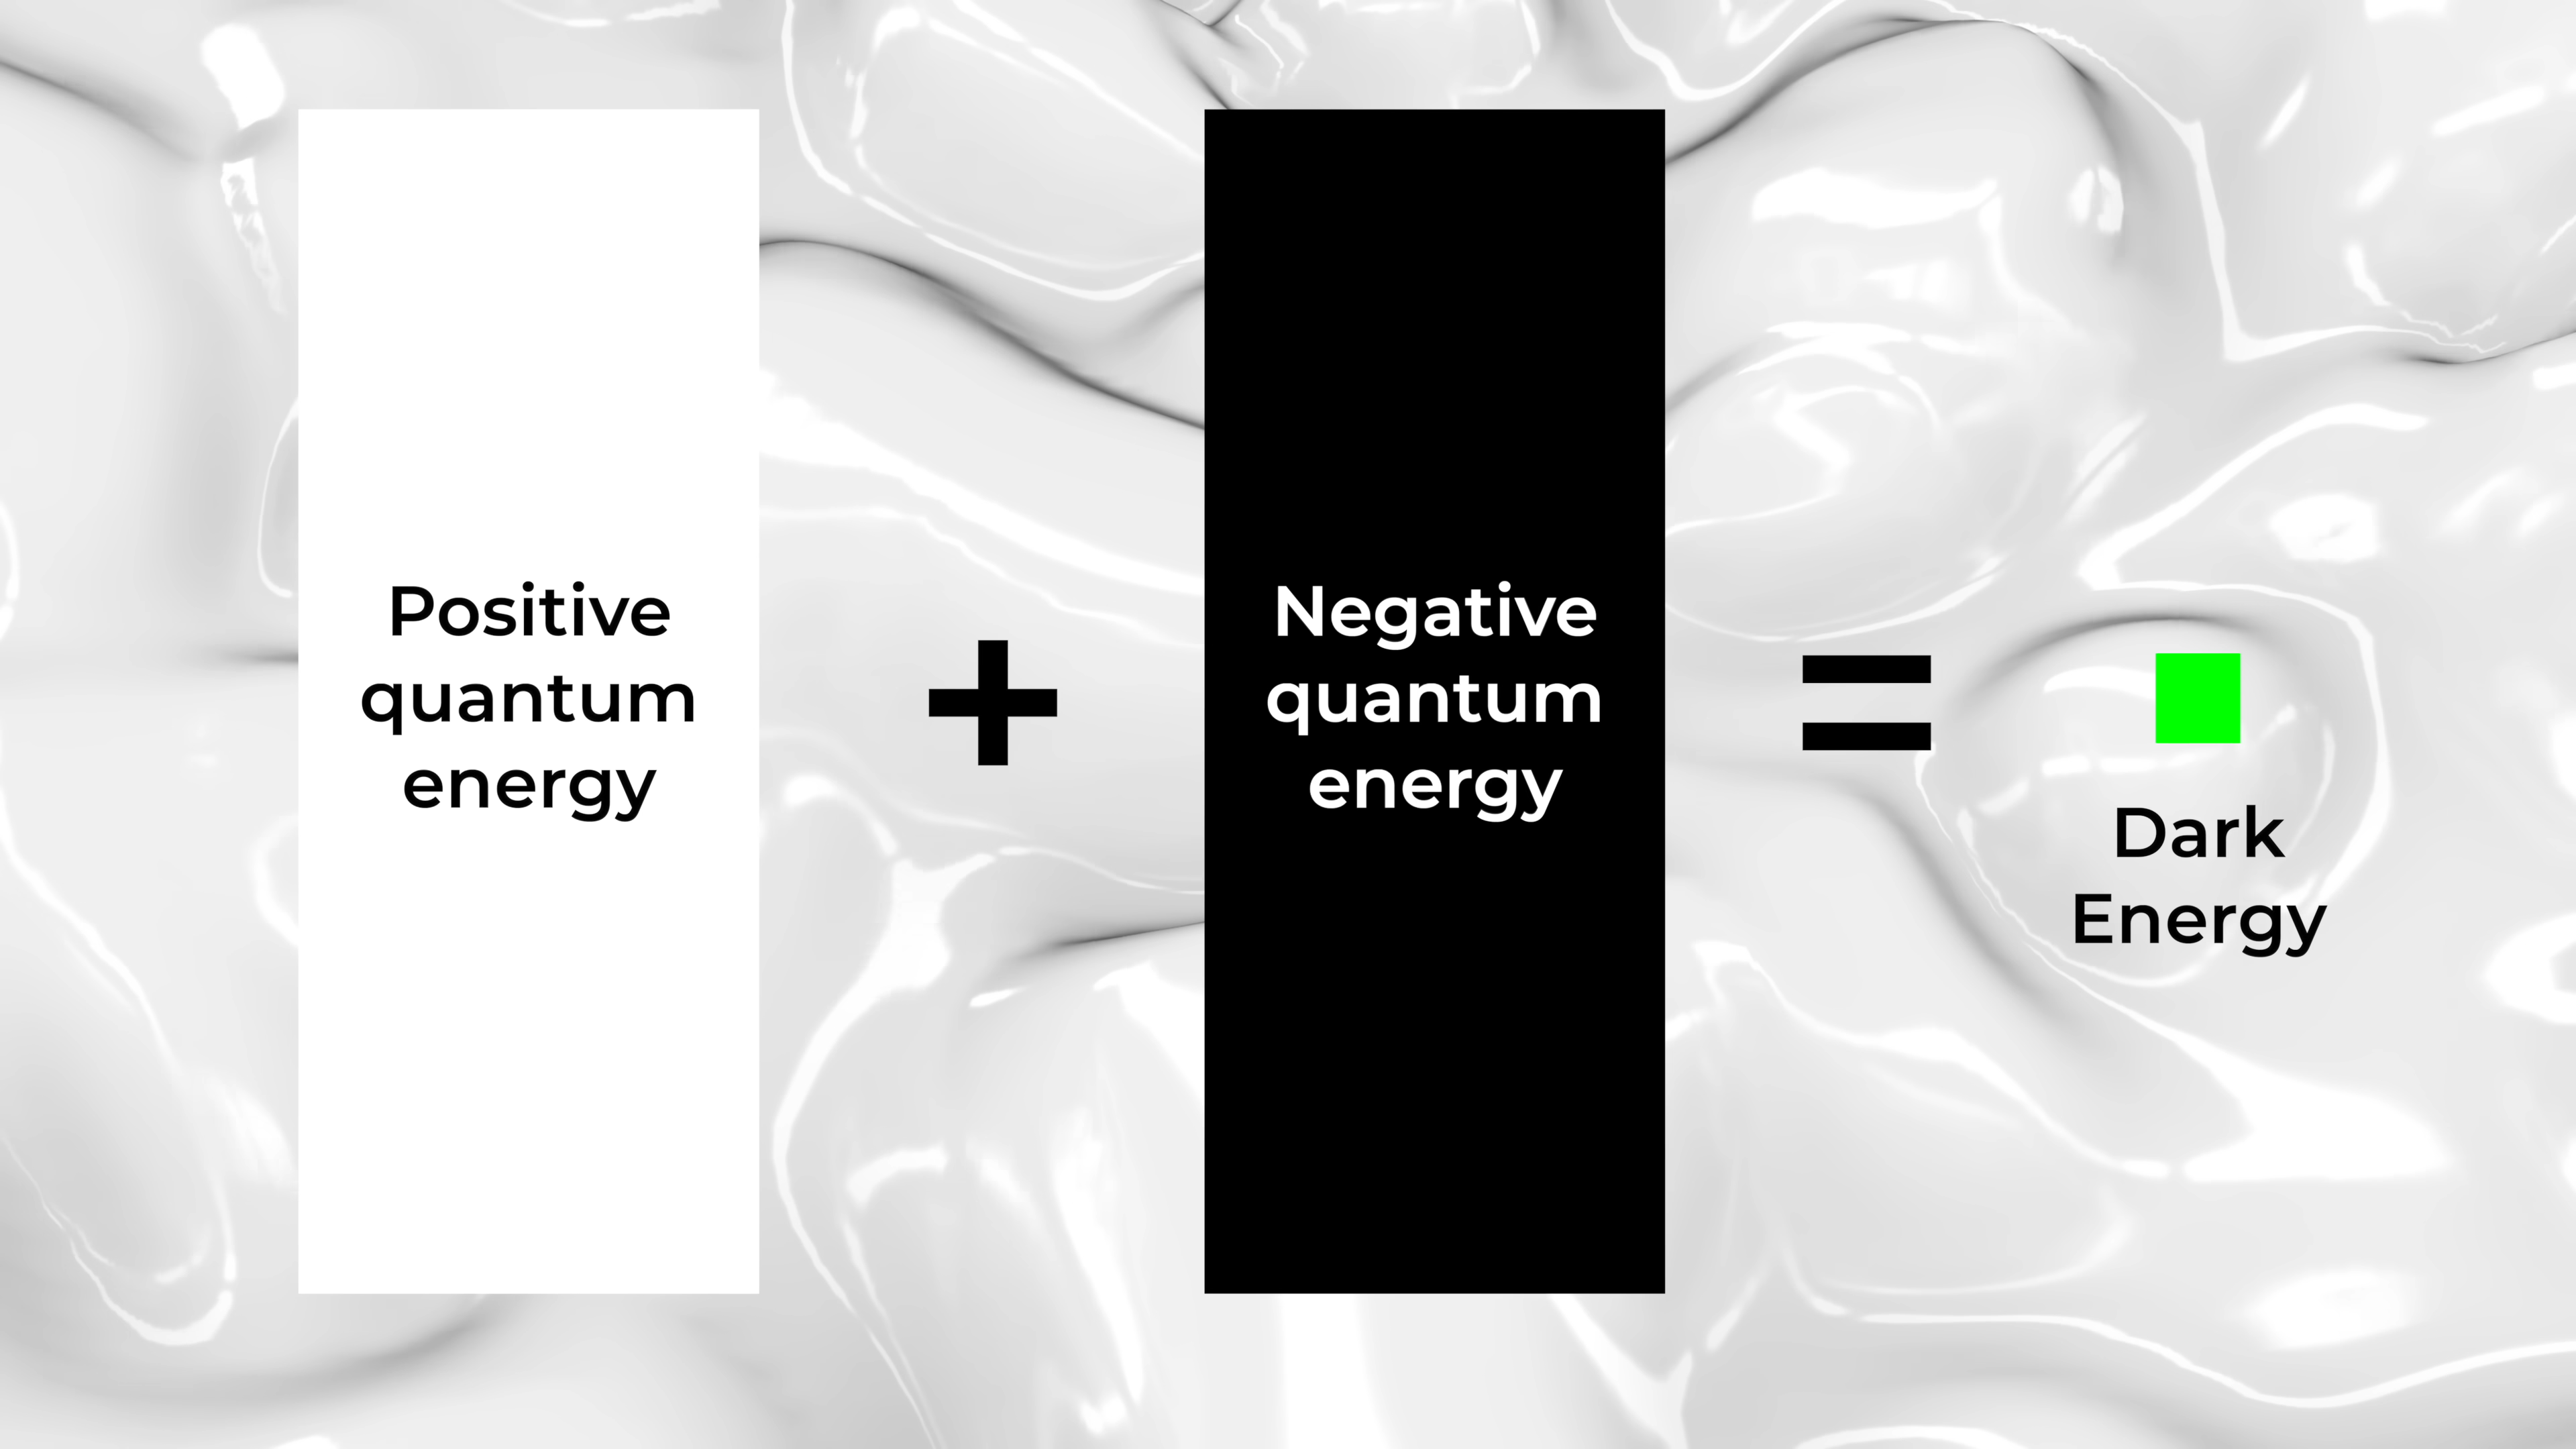 Positive
quantum
energy
+
Negative
quantum
energy
=
Dark
Energy